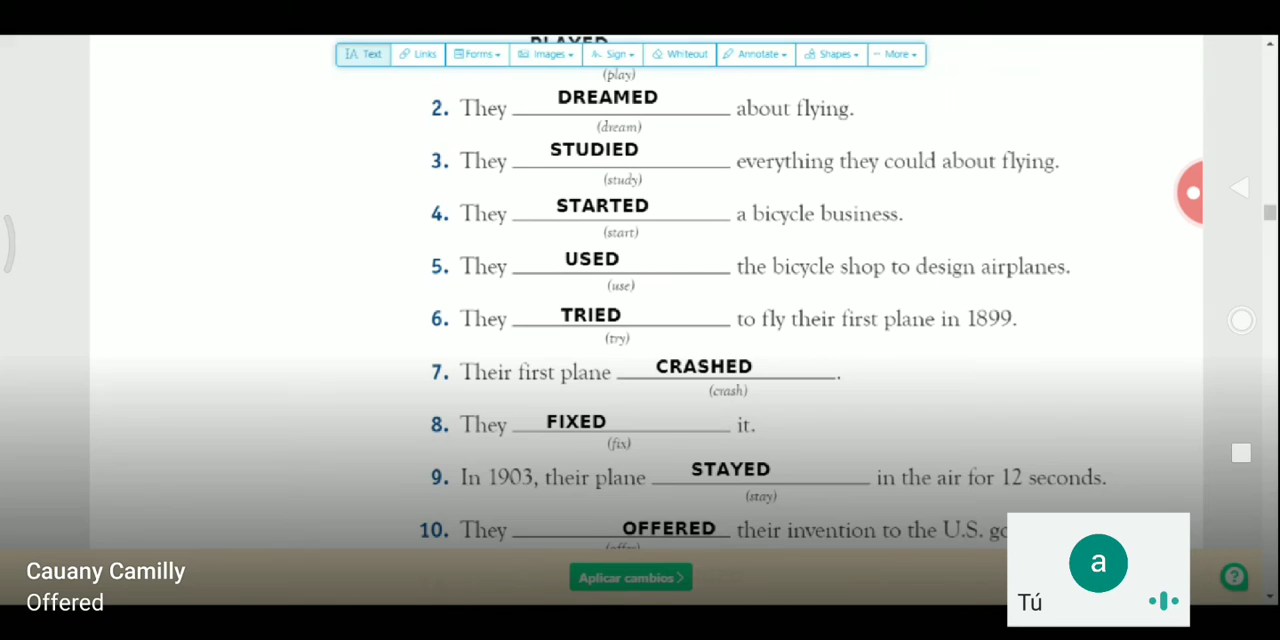 PLAYED
Text Links Forms Images Sign Whiteout Annotate Shapes More
(play)
2. They DREAMED about flying.
(dream)
3. They STUDIED everything they could about flying.
(study)
4. They STARTED a bicycle business.
(start)
5. They USED the bicycle shop to design airplanes.
(use)
6. They TRIED to fly their first plane in 1899.
(try)
7. Their first plane CRASHED.
(crash)
8. They FIXED it.
(fix)
9. In 1903, their plane STAYED in the air for 12 seconds.
(stay)
10. They OFFERED their invention to the U.S.
(offer)
Cauany Camilly
Offered
Aplicar cambios
a
Tú